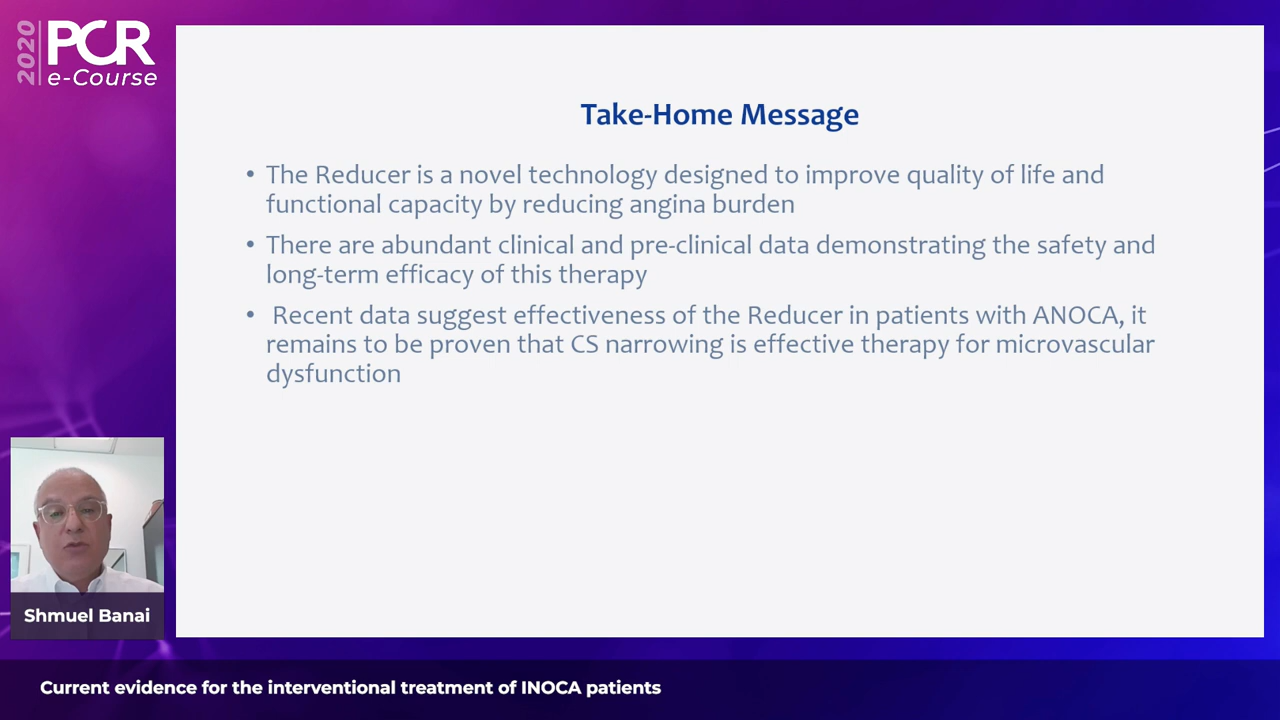 2020
PCR
e-Course
Take-Home Message
• The Reducer is a novel technology designed to improve quality of life and
functional capacity by reducing angina burden
• There are abundant clinical and pre-clinical data demonstrating the safety and
long-term efficacy of this therapy
• Recent data suggest effectiveness of the Reducer in patients with ANOCA, it
remains to be proven that CS narrowing is effective therapy for microvascular
dysfunction
Shmuel Banai
Current evidence for the interventional treatment of INOCA patients